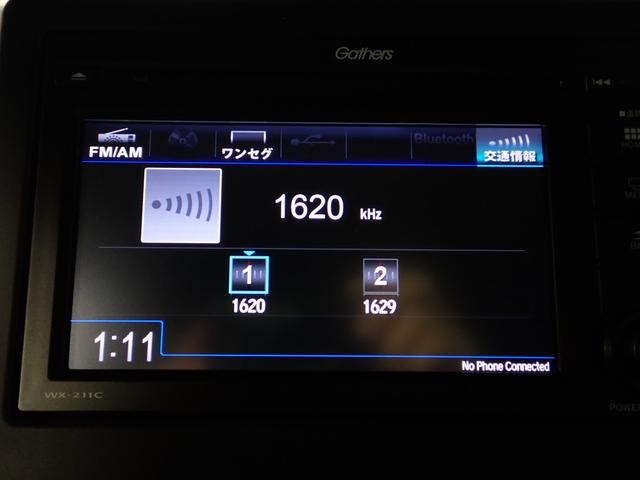 Gathers
FM/AM
ワンセグ
Bluetooth
交通情報
1620 kHz
1 2
1620 1629
1:11
No Phone Connected
WX-211C
POWER